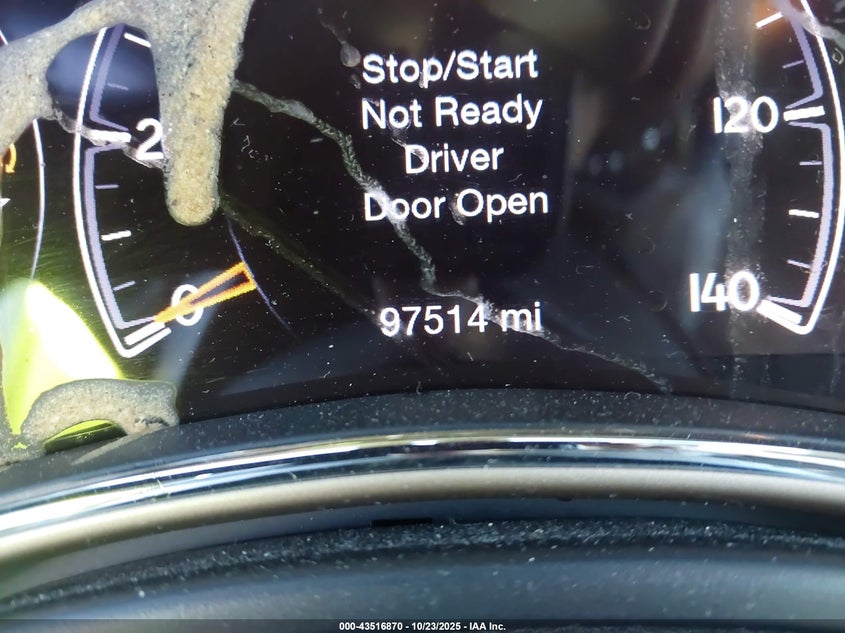 Stop/Start
Not Ready
Driver
Door Open
120
2
0
140
97514 mi
000-43516870 - 10/23/2025 - IAA Inc.